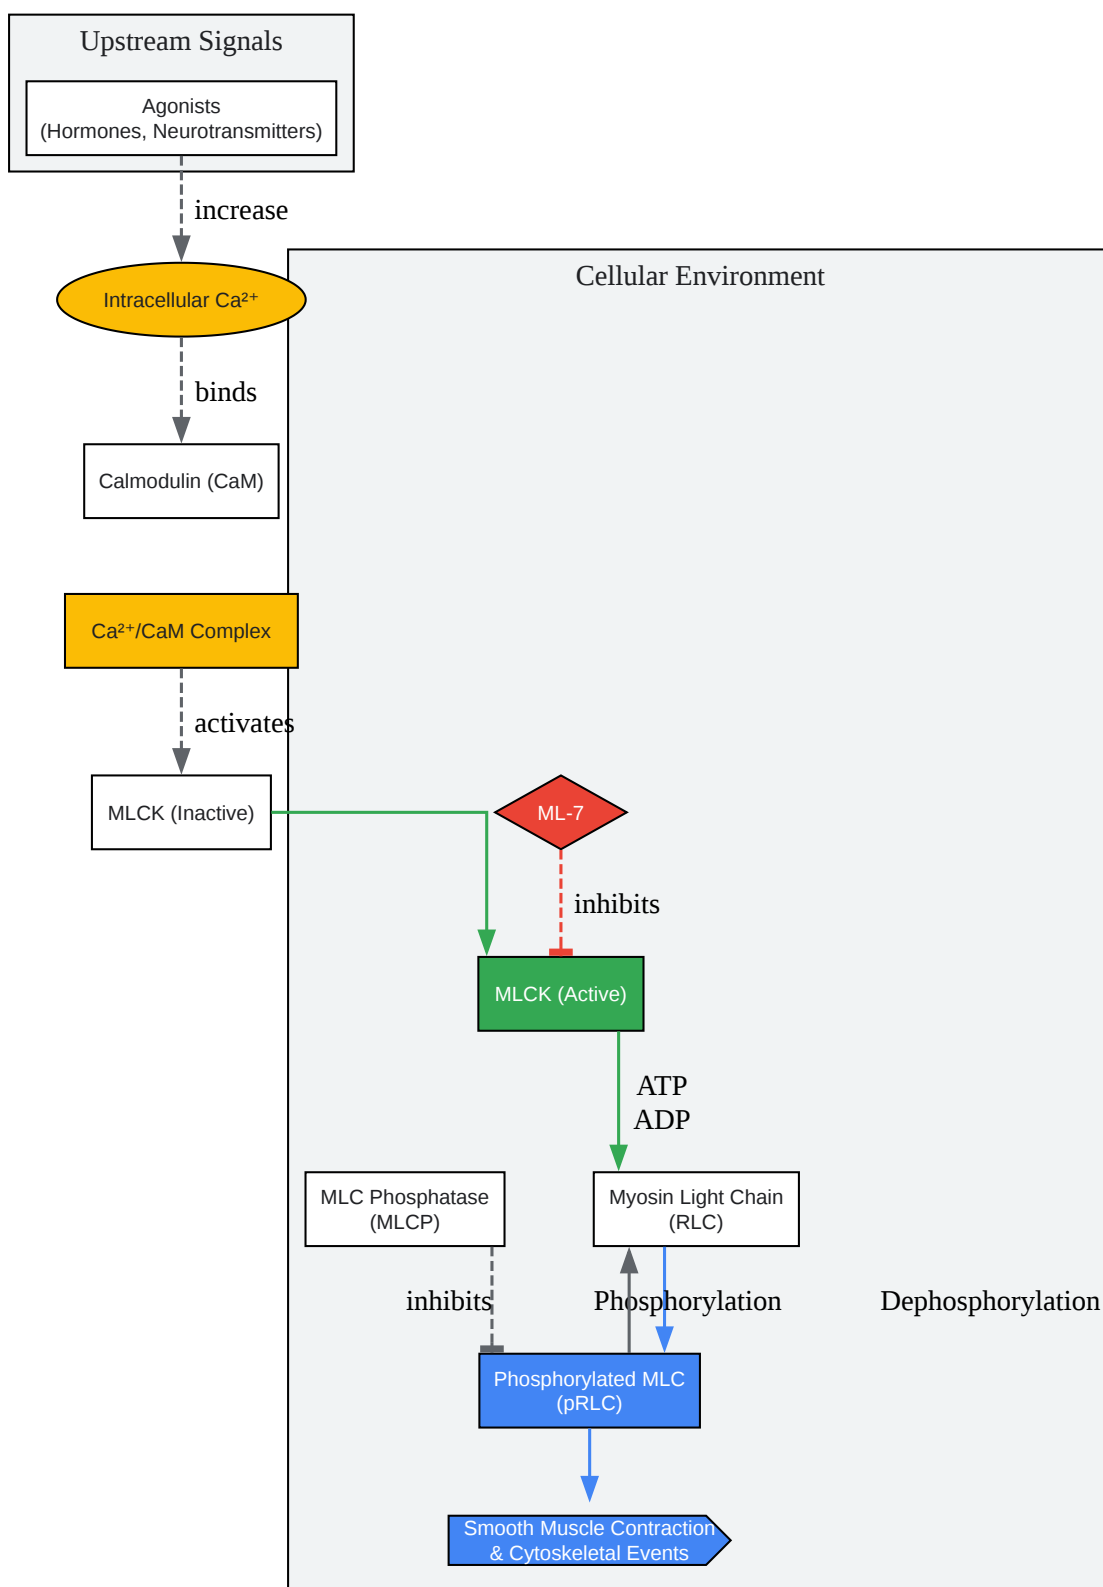 Upstream Signals
Agonists
(Hormones, Neurotransmitters)
increase
Cellular Environment
Intracellular Ca²⁺
binds
Calmodulin (CaM)
Ca²⁺/CaM Complex
activates
MLCK (Inactive)
ML-7
inhibits
MLCK (Active)
ATP
ADP
MLC Phosphatase
(MLCP)
Myosin Light Chain
(RLC)
inhibits
Phosphorylation
Dephosphorylation
Phosphorylated MLC
(pRLC)
Smooth Muscle Contraction
& Cytoskeletal Events